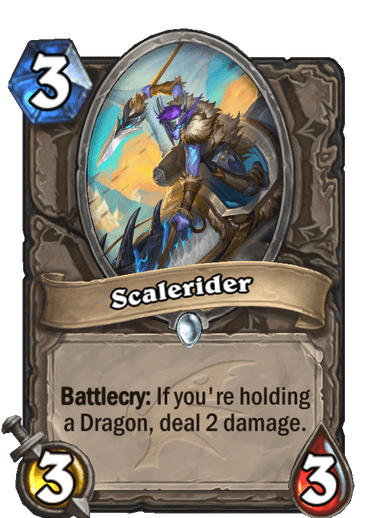 3
Scalerider
Battlecry: If you're holding
a Dragon, deal 2 damage.
3
3